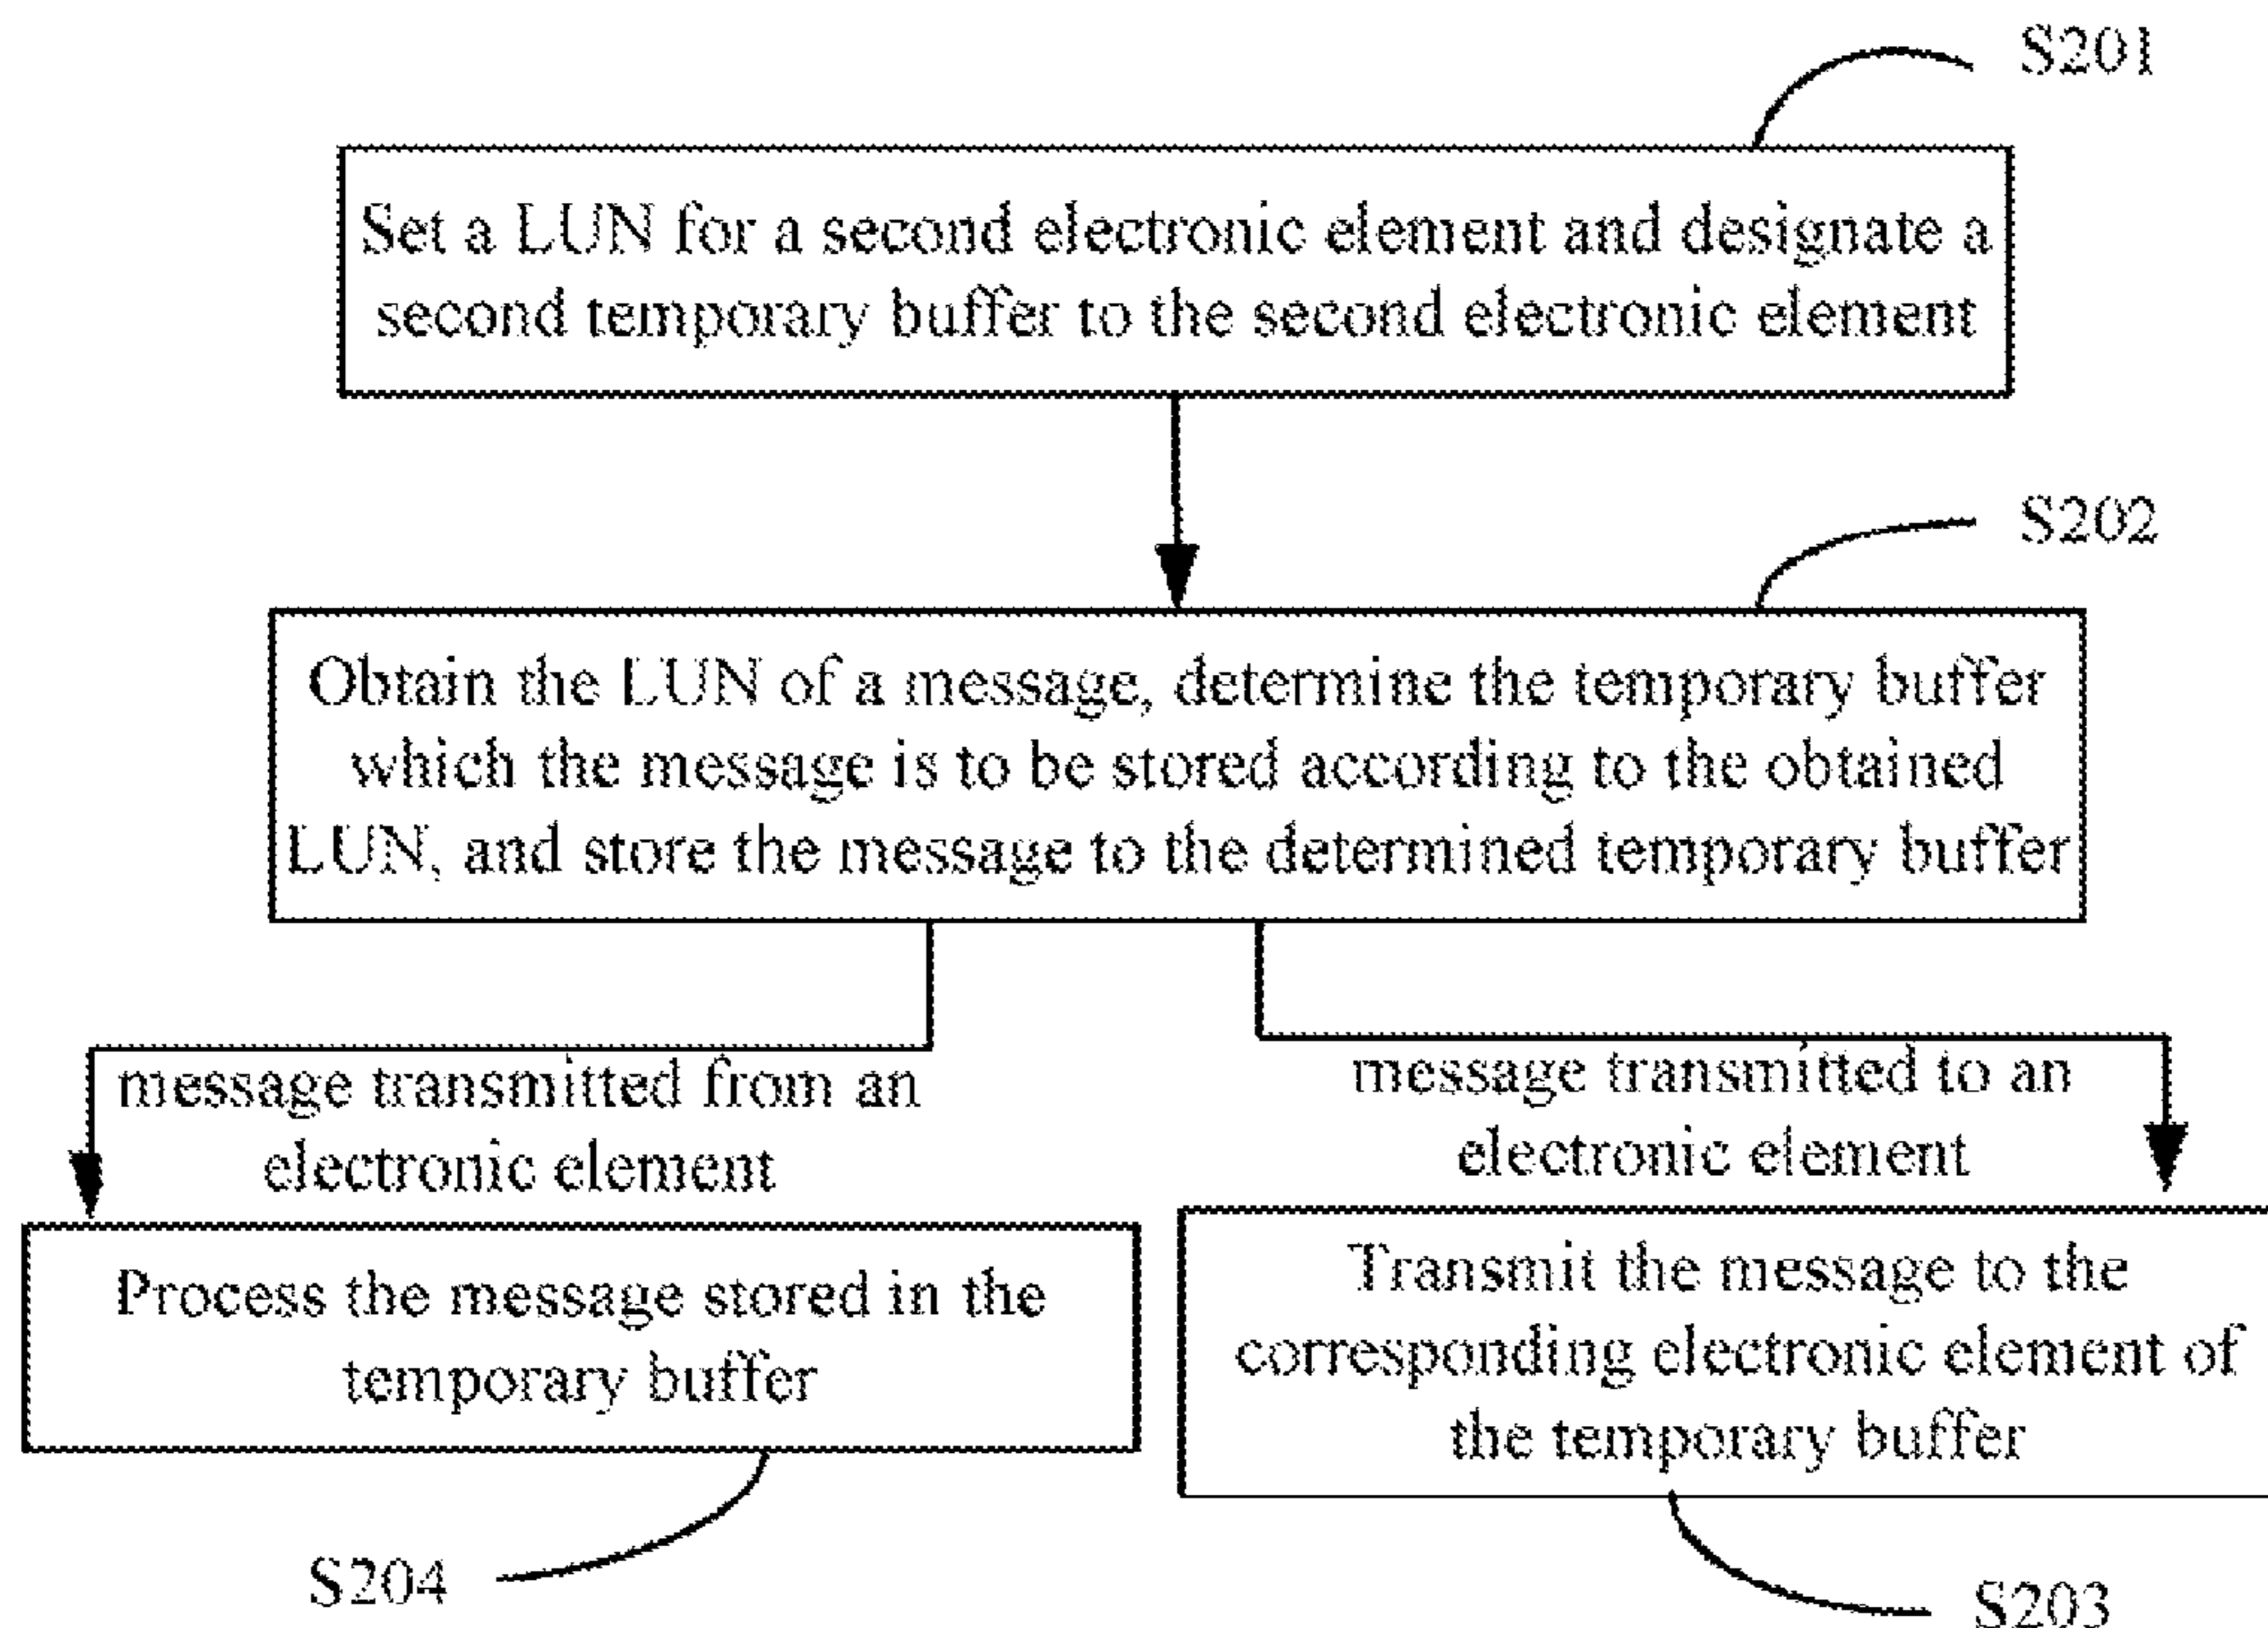 S201
Set a LUN for a second electronic element and designate a
second temporary buffer to the second electronic element
S202
Obtain the LUN of a message, determine the temporary buffer
which the message is to be stored according to the obtained
LUN, and store the message to the determined temporary buffer
message transmitted from an
electronic element
message transmitted to an
electronic element
Process the message stored in the
temporary buffer
Transmit the message to the
corresponding electronic element of
the temporary buffer
S204
S203